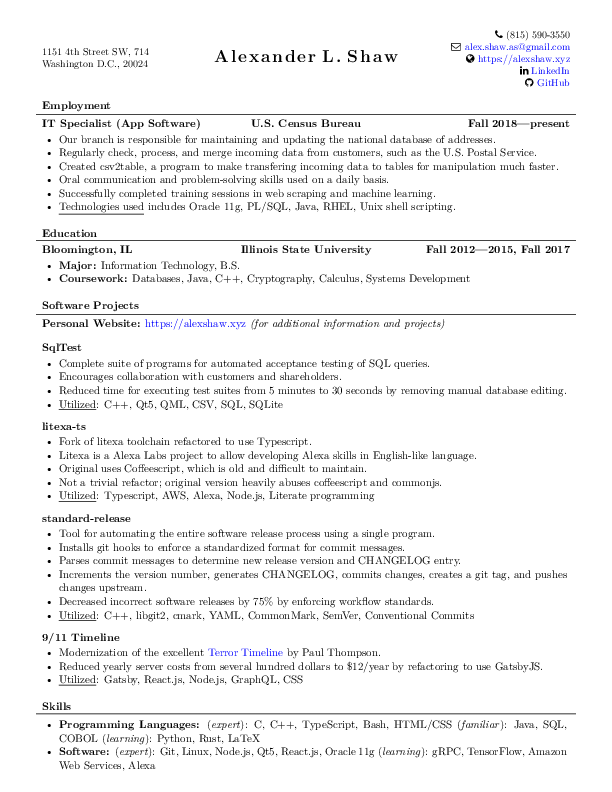 (815) 590-3550
1151 4th Street SW, 714
Washington D.C., 20024
Alexander L. Shaw
alex.shaw.as@gmail.com
https://alexshaw.xyz
LinkedIn
GitHub
Employment
IT Specialist (App Software) U.S. Census Bureau Fall 2018—present
• Our branch is responsible for maintaining and updating the national database of addresses.
• Regularly check, process, and merge incoming data from customers, such as the U.S. Postal Service.
• Created csv2table, a program to make transfering incoming data to tables for manipulation much faster.
• Oral communication and problem-solving skills used on a daily basis.
• Successfully completed training sessions in web scraping and machine learning.
• Technologies used includes Oracle 11g, PL/SQL, Java, RHEL, Unix shell scripting.
Education
Bloomington, IL Illinois State University Fall 2012—2015, Fall 2017
• Major: Information Technology, B.S.
• Coursework: Databases, Java, C++, Cryptography, Calculus, Systems Development
Software Projects
Personal Website: https://alexshaw.xyz (for additional information and projects)
SqlTest
• Complete suite of programs for automated acceptance testing of SQL queries.
• Encourages collaboration with customers and shareholders.
• Reduced time for executing test suites from 5 minutes to 30 seconds by removing manual database editing.
• Utilized: C++, Qt5, QML, CSV, SQL, SQLite
litexa-ts
• Fork of litexa toolchain refactored to use Typescript.
• Litexa is a Alexa Labs project to allow developing Alexa skills in English-like language.
• Original uses Coffeescript, which is old and difficult to maintain.
• Not a trivial refactor; original version heavily abuses coffeescript and commonjs.
• Utilized: Typescript, AWS, Alexa, Node.js, Literate programming
standard-release
• Tool for automating the entire software release process using a single program.
• Installs git hooks to enforce a standardized format for commit messages.
• Parses commit messages to determine new release version and CHANGELOG entry.
• Increments the version number, generates CHANGELOG, commits changes, creates a git tag, and pushes
changes upstream.
• Decreased incorrect software releases by 75% by enforcing workflow standards.
• Utilized: C++, libgit2, cmark, YAML, CommonMark, SemVer, Conventional Commits
9/11 Timeline
• Modernization of the excellent Terror Timeline by Paul Thompson.
• Reduced yearly server costs from several hundred dollars to $12/year by refactoring to use GatsbyJS.
• Utilized: Gatsby, React.js, Node.js, GraphQL, CSS
Skills
• Programming Languages: (expert): C, C++, TypeScript, Bash, HTML/CSS (familiar): Java, SQL,
COBOL (learning): Python, Rust, LaTeX
• Software: (expert): Git, Linux, Node.js, Qt5, React.js, Oracle 11g (learning): gRPC, TensorFlow, Amazon
Web Services, Alexa